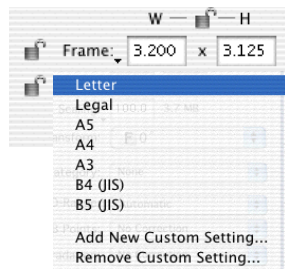 W — H
Frame: 3.200 x 3.125
Letter
Legal
A5
A4
A3
B4 (JIS)
B5 (JIS)
Add New Custom Setting...
Remove Custom Setting...